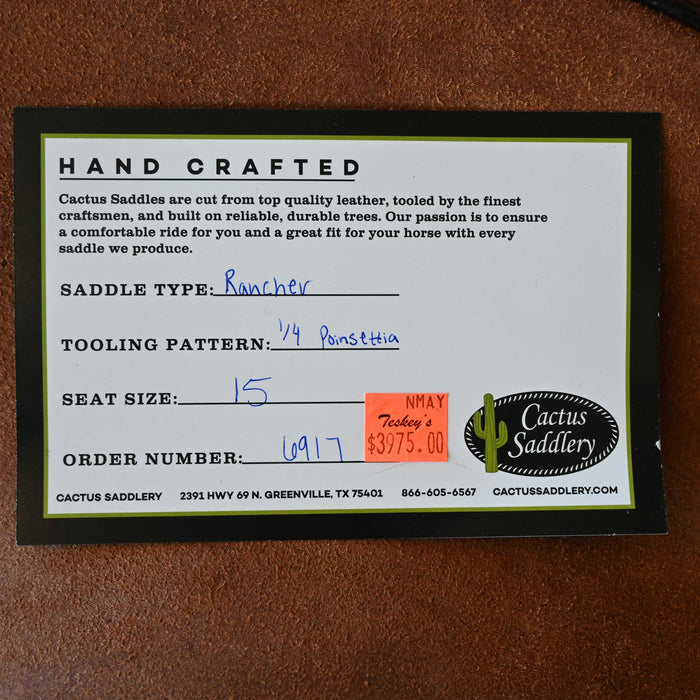 HAND CRAFTED
Cactus Saddles are cut from top quality leather, tooled by the finest
craftsmen, and built on reliable, durable trees. Our passion is to ensure
a comfortable ride for you and a great fit for your horse with every
saddle we produce.
SADDLE TYPE: Rancher
TOOLING PATTERN: 1/4 Poinsettia
SEAT SIZE: 15
NMAY
Teskey's
$3975.00
ORDER NUMBER: 6917
Cactus
Saddlery
CACTUS SADDLERY 2391 HWY 69 N. GREENVILLE, TX 75401 866-605-6567 CACTUSSADDLERY.COM